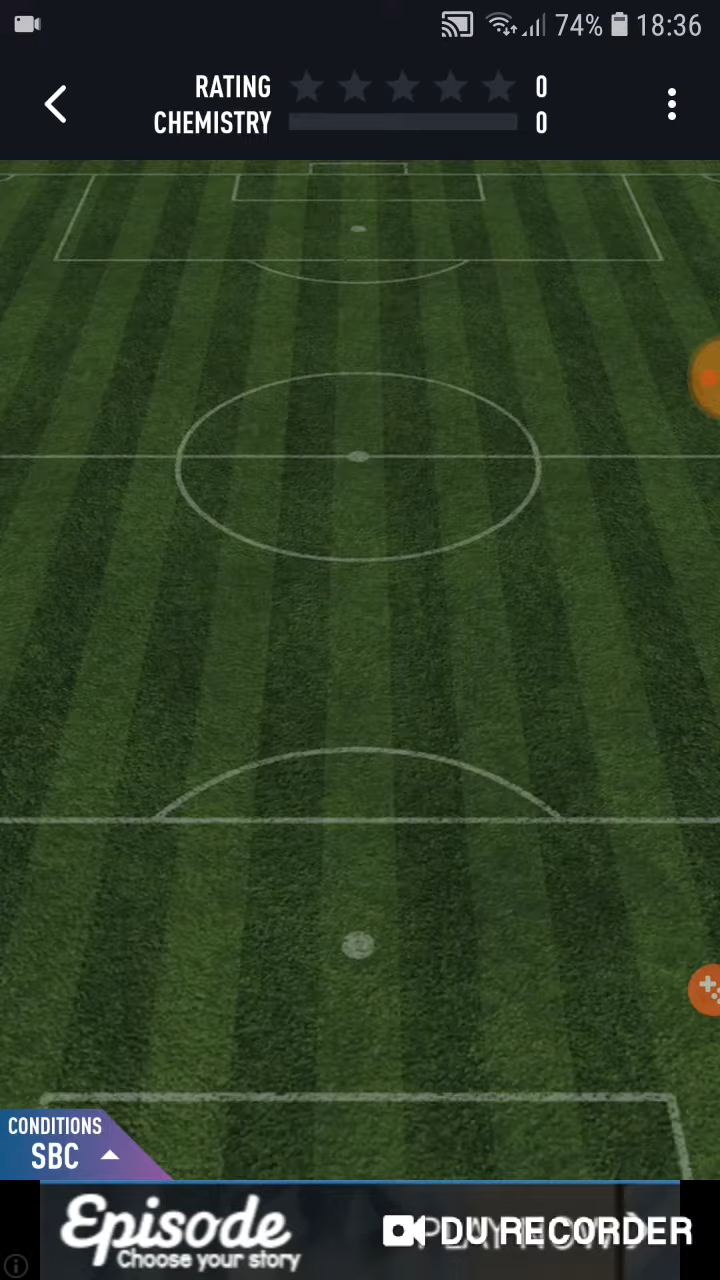 74% 18:36
RATING 0
CHEMISTRY 0
CONDITIONS
SBC
Episode
Choose your story
DU RECORDER